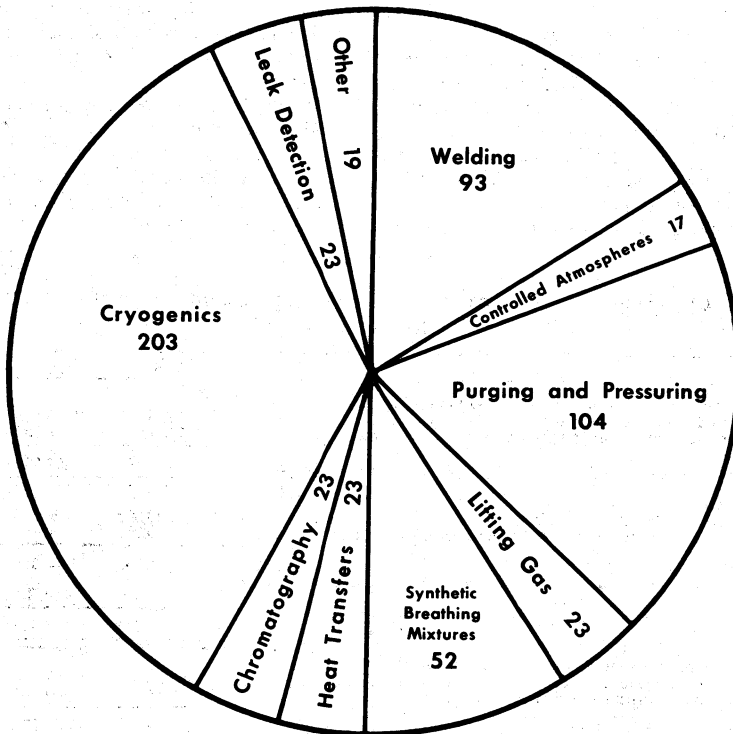 Other 19
Welding
93
Controlled Atmospheres 17
Purging and Pressuring
104
Lifting Gas 23
Synthetic
Breathing
Mixtures
52
Heat Transfers 23
Chromatography 23
Cryogenics
203
Leak Detection 23